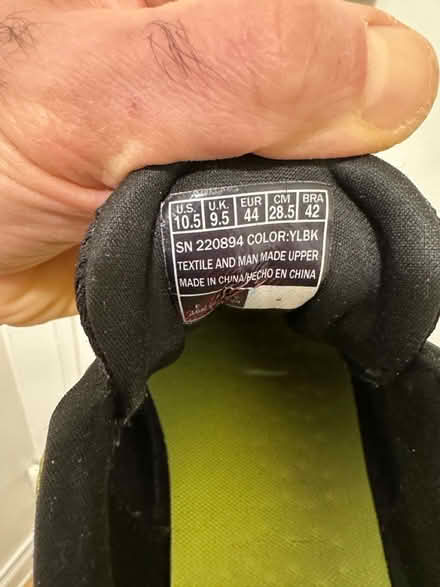 U.S. U.K. EUR CM BRA
10.5 9.5 44 28.5 42
SN 220894 COLOR:YLBK
TEXTILE AND MAN MADE UPPER
MADE IN CHINA/HECHO EN CHINA